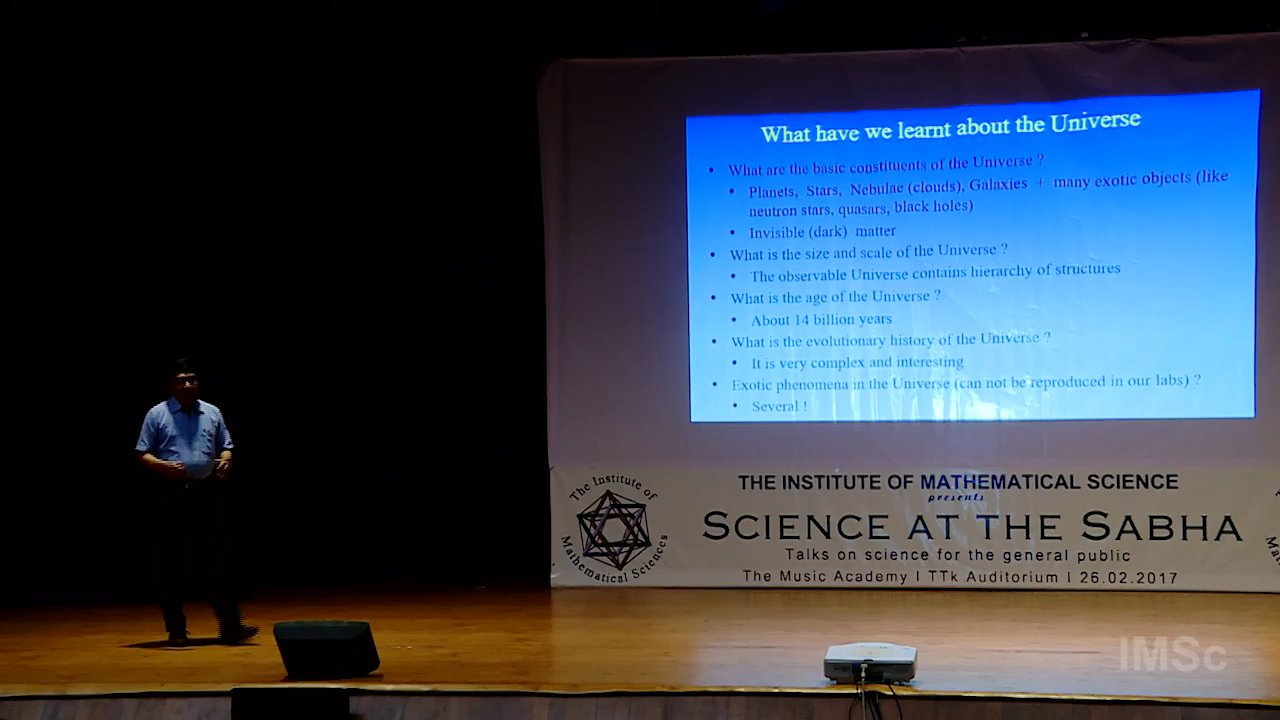 What have we learnt about the Universe
• What are the basic constituents of the Universe ?
• Planets, Stars, Nebulae (clouds), Galaxies + many exotic objects (like
neutron stars, quasars, black holes)
• Invisible (dark) matter
• What is the size and scale of the Universe ?
• The observable Universe contains hierarchy of structures
• What is the age of the Universe ?
• About 14 billion years
• What is the evolutionary history of the Universe ?
• It is very complex and interesting
• Exotic phenomena in the Universe (can not be reproduced in our labs) ?
• Several !
The Institute of
Mathematical Sciences
THE INSTITUTE OF MATHEMATICAL SCIENCE
presents
SCIENCE AT THE SABHA
Talks on science for the general public
The Music Academy | TTk Auditorium | 26.02.2017
IMSc